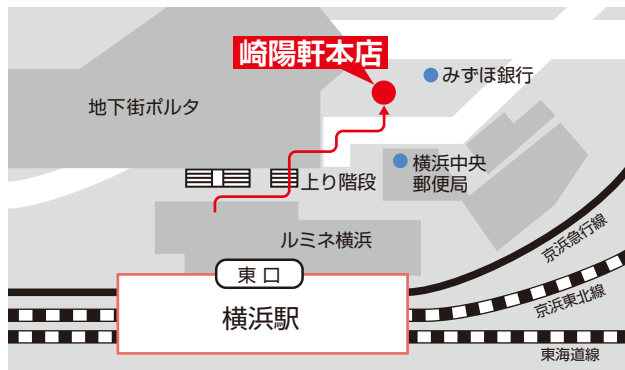 崎陽軒本店
みずほ銀行
地下街ポルタ
横浜中央
郵便局
上り階段
ルミネ横浜
東口
横浜駅
京浜急行線
京浜東北線
東海道線